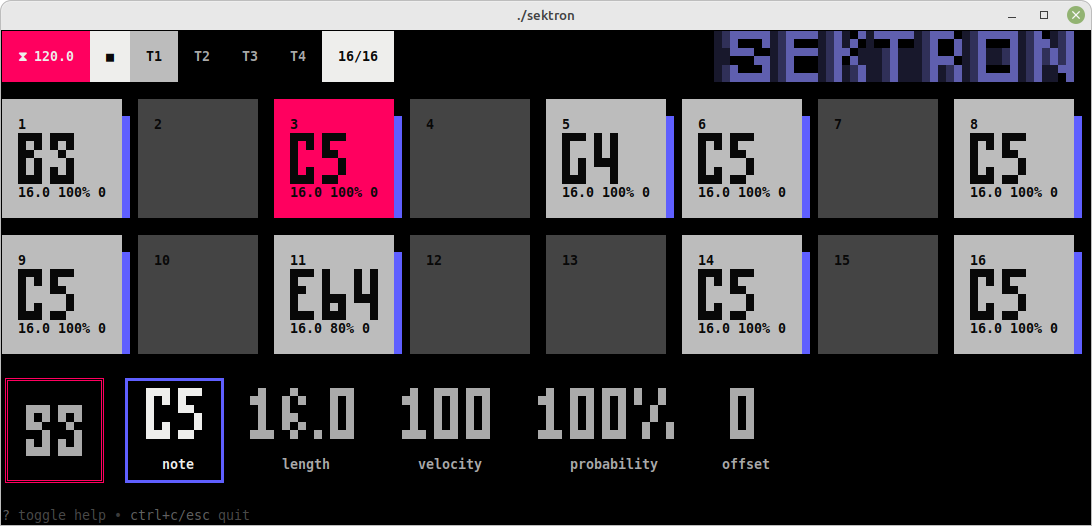 ⧗ 120.0 ■ T1 T2 T3 T4 16/16 SEKTRON
1 2 3 4 5 6 7 8
C5 G4 C5 C5
16.0 100% 0 16.0 100% 0 16.0 100% 0 16.0 100% 0 16.0 100% 0
9 10 11 12 13 14 15 16
C5 Eb4 C5 C5
16.0 100% 0 16.0 80% 0 16.0 100% 0 16.0 100% 0
C5 16.0 100 100% 0
note length velocity probability offset
? toggle help • ctrl+c/esc quit
./sektron